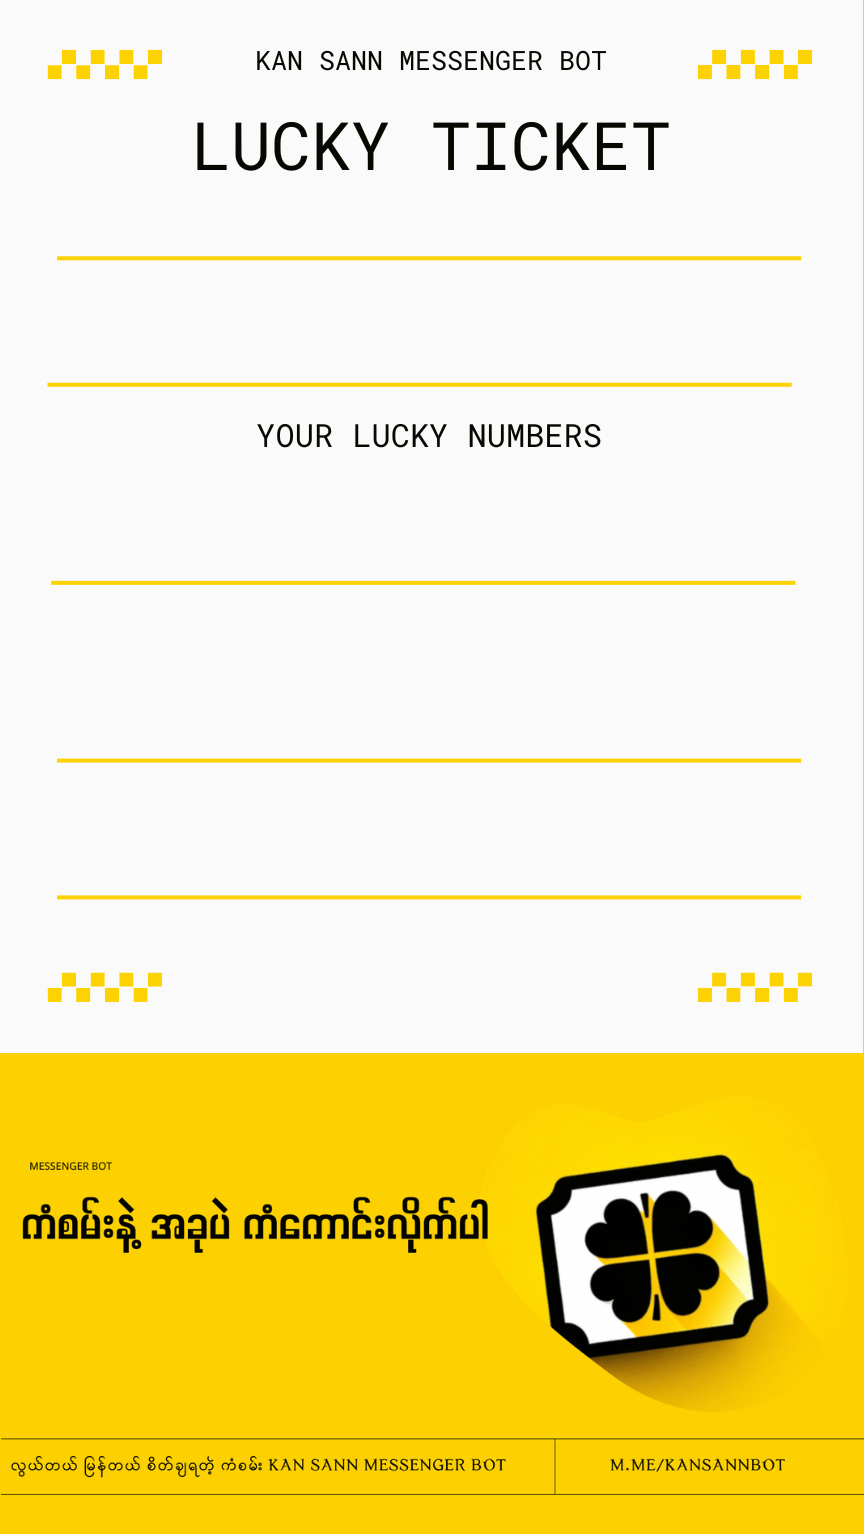 KAN SANN MESSENGER BOT
LUCKY TICKET
YOUR LUCKY NUMBERS
MESSENGER BOT
ကံစမ်းနဲ့ အခုပဲ ကံကောင်းလိုက်ပါ
လွယ်တယ် မြန်တယ် စိတ်ချရတဲ့ ကံစမ်း KAN SANN MESSENGER BOT
M.ME/KANSANNBOT